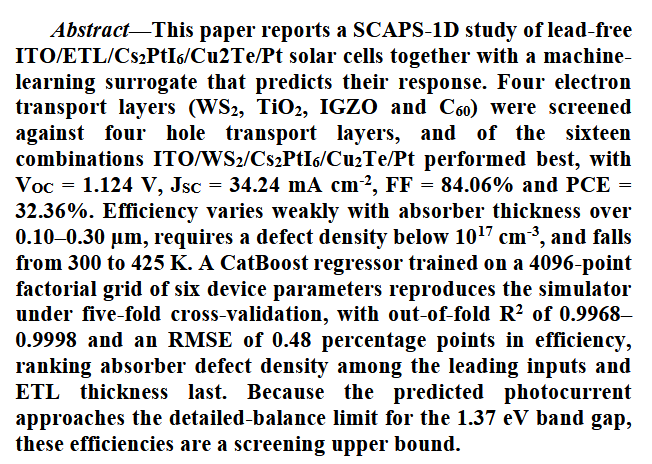 Abstract—This paper reports a SCAPS-1D study of lead-free
ITO/ETL/Cs₂PtI₆/Cu2Te/Pt solar cells together with a machine-
learning surrogate that predicts their response. Four electron
transport layers (WS₂, TiO₂, IGZO and C₆₀) were screened
against four hole transport layers, and of the sixteen
combinations ITO/WS₂/Cs₂PtI₆/Cu₂Te/Pt performed best, with
VOC = 1.124 V, JSC = 34.24 mA cm⁻², FF = 84.06% and PCE =
32.36%. Efficiency varies weakly with absorber thickness over
0.10–0.30 μm, requires a defect density below 10¹⁷ cm⁻³, and falls
from 300 to 425 K. A CatBoost regressor trained on a 4096-point
factorial grid of six device parameters reproduces the simulator
under five-fold cross-validation, with out-of-fold R² of 0.9968–
0.9998 and an RMSE of 0.48 percentage points in efficiency,
ranking absorber defect density among the leading inputs and
ETL thickness last. Because the predicted photocurrent
approaches the detailed-balance limit for the 1.37 eV band gap,
these efficiencies are a screening upper bound.